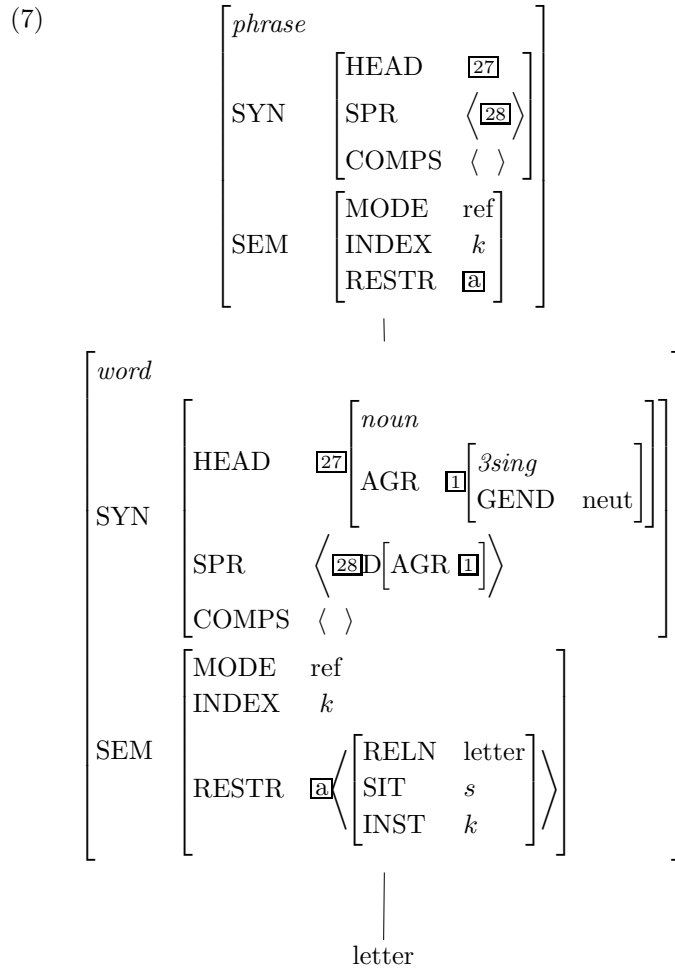 (7)
phrase
HEAD 27
SYN SPR ⟨ 28 ⟩
COMPS ⟨ ⟩
MODE ref
SEM INDEX k
RESTR a
word
noun
HEAD 27 AGR 1 3sing
GEND neut
SYN
SPR ⟨ 28 D[AGR 1] ⟩
COMPS ⟨ ⟩
MODE ref
INDEX k
SEM
RELN letter
RESTR a ⟨ SIT s ⟩
INST k
letter